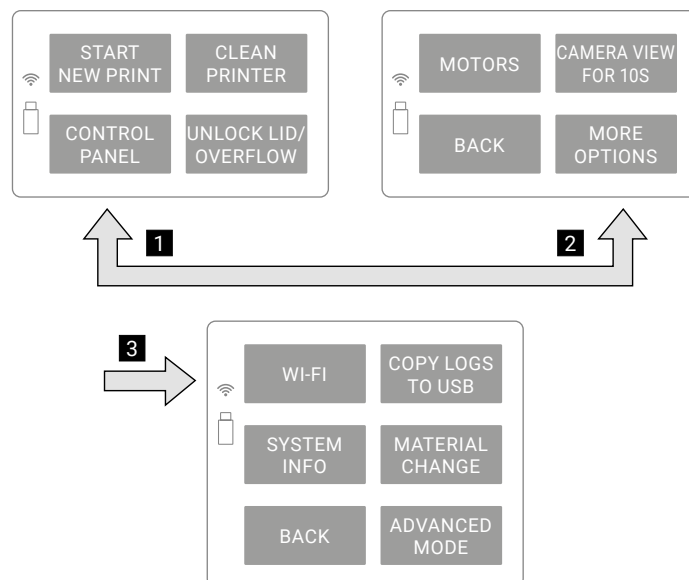 START
NEW PRINT
CLEAN
PRINTER
CONTROL
PANEL
UNLOCK LID/
OVERFLOW
MOTORS
CAMERA VIEW
FOR 10S
BACK
MORE
OPTIONS
1
2
3
WI-FI
COPY LOGS
TO USB
SYSTEM
INFO
MATERIAL
CHANGE
BACK
ADVANCED
MODE